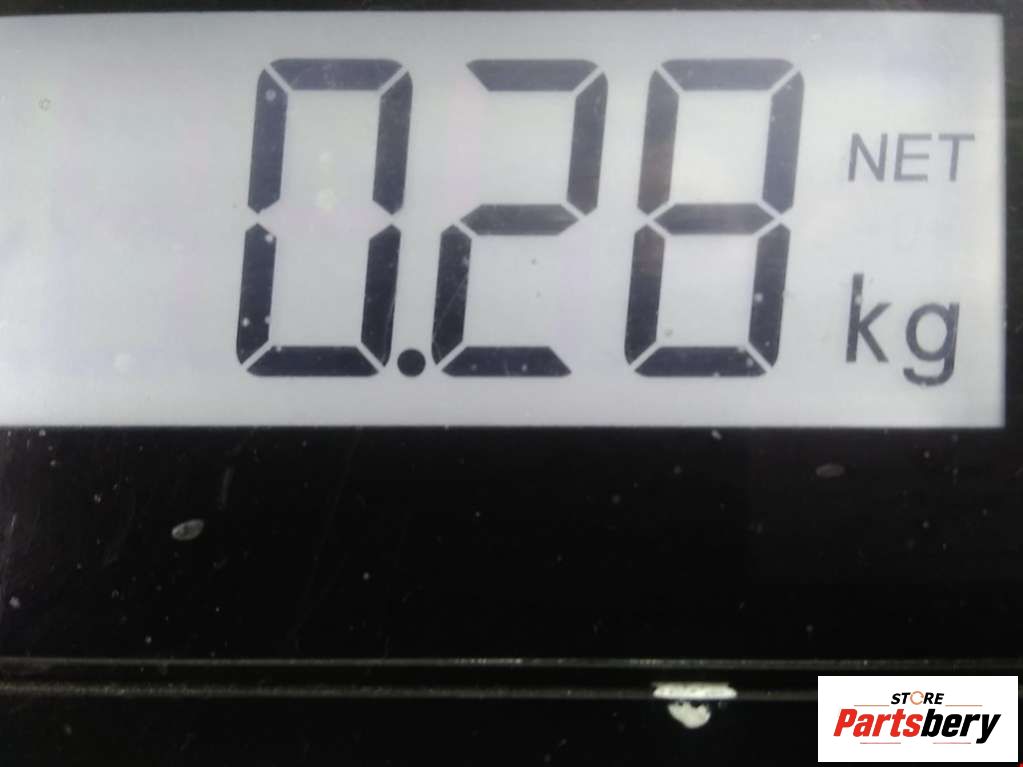 0.28
NET
kg
STORE
Partsbery